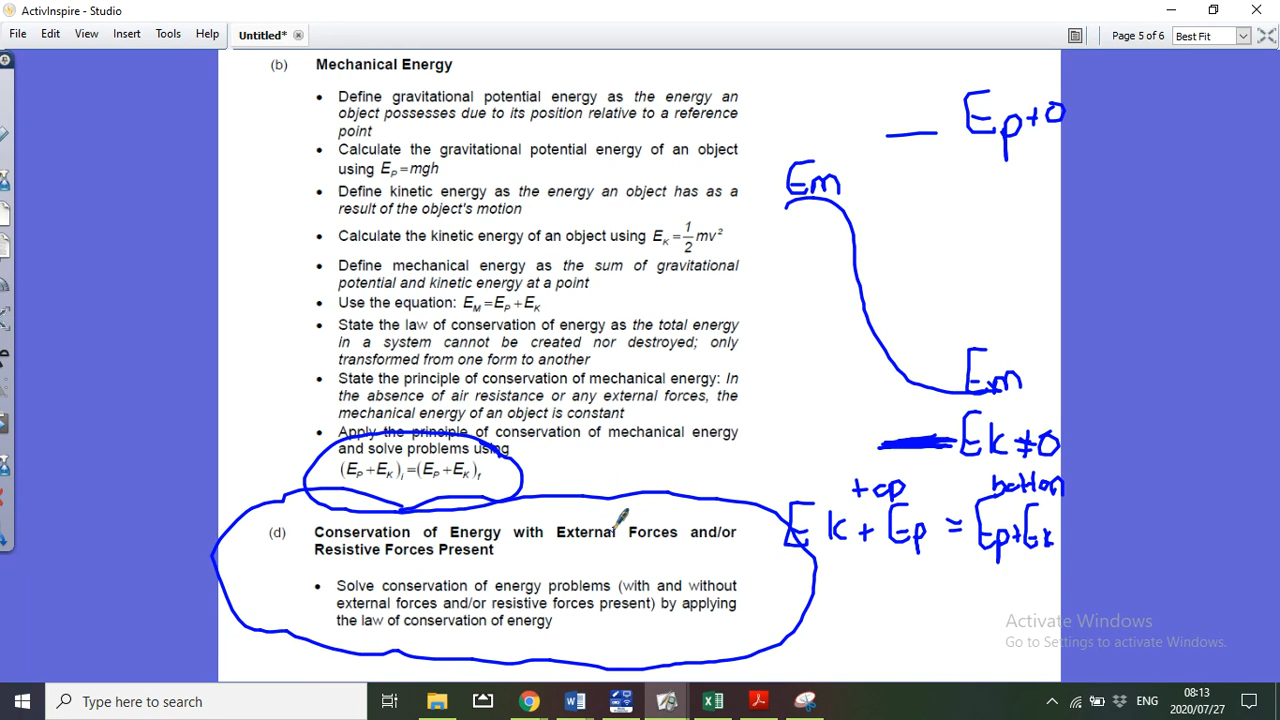 ActivInspire - Studio
File Edit View Insert Tools Help Untitled* Page 5 of 6 Best Fit
(b) Mechanical Energy
• Define gravitational potential energy as the energy an
object possesses due to its position relative to a reference
point
• Calculate the gravitational potential energy of an object
using EP =mgh
• Define kinetic energy as the energy an object has as a
result of the object's motion
• Calculate the kinetic energy of an object using EK = 1/2 mv²
• Define mechanical energy as the sum of gravitational
potential and kinetic energy at a point
• Use the equation: EM =EP +EK
• State the law of conservation of energy as the total energy
in a system cannot be created nor destroyed; only
transformed from one form to another
• State the principle of conservation of mechanical energy: In
the absence of air resistance or any external forces, the
mechanical energy of an object is constant
• Apply the principle of conservation of mechanical energy
and solve problems using
(EP +EK)i =(EP +EK)f
(d) Conservation of Energy with External Forces and/or
Resistive Forces Present
• Solve conservation of energy problems (with and without
external forces and/or resistive forces present) by applying
the law of conservation of energy
Ep≠0
Em
Em
Ek≠0
top
Ek + Ep = Ep+Ek
Activate Windows
Go to Settings to activate Windows.
Type here to search
ENG
08:13
2020/07/27